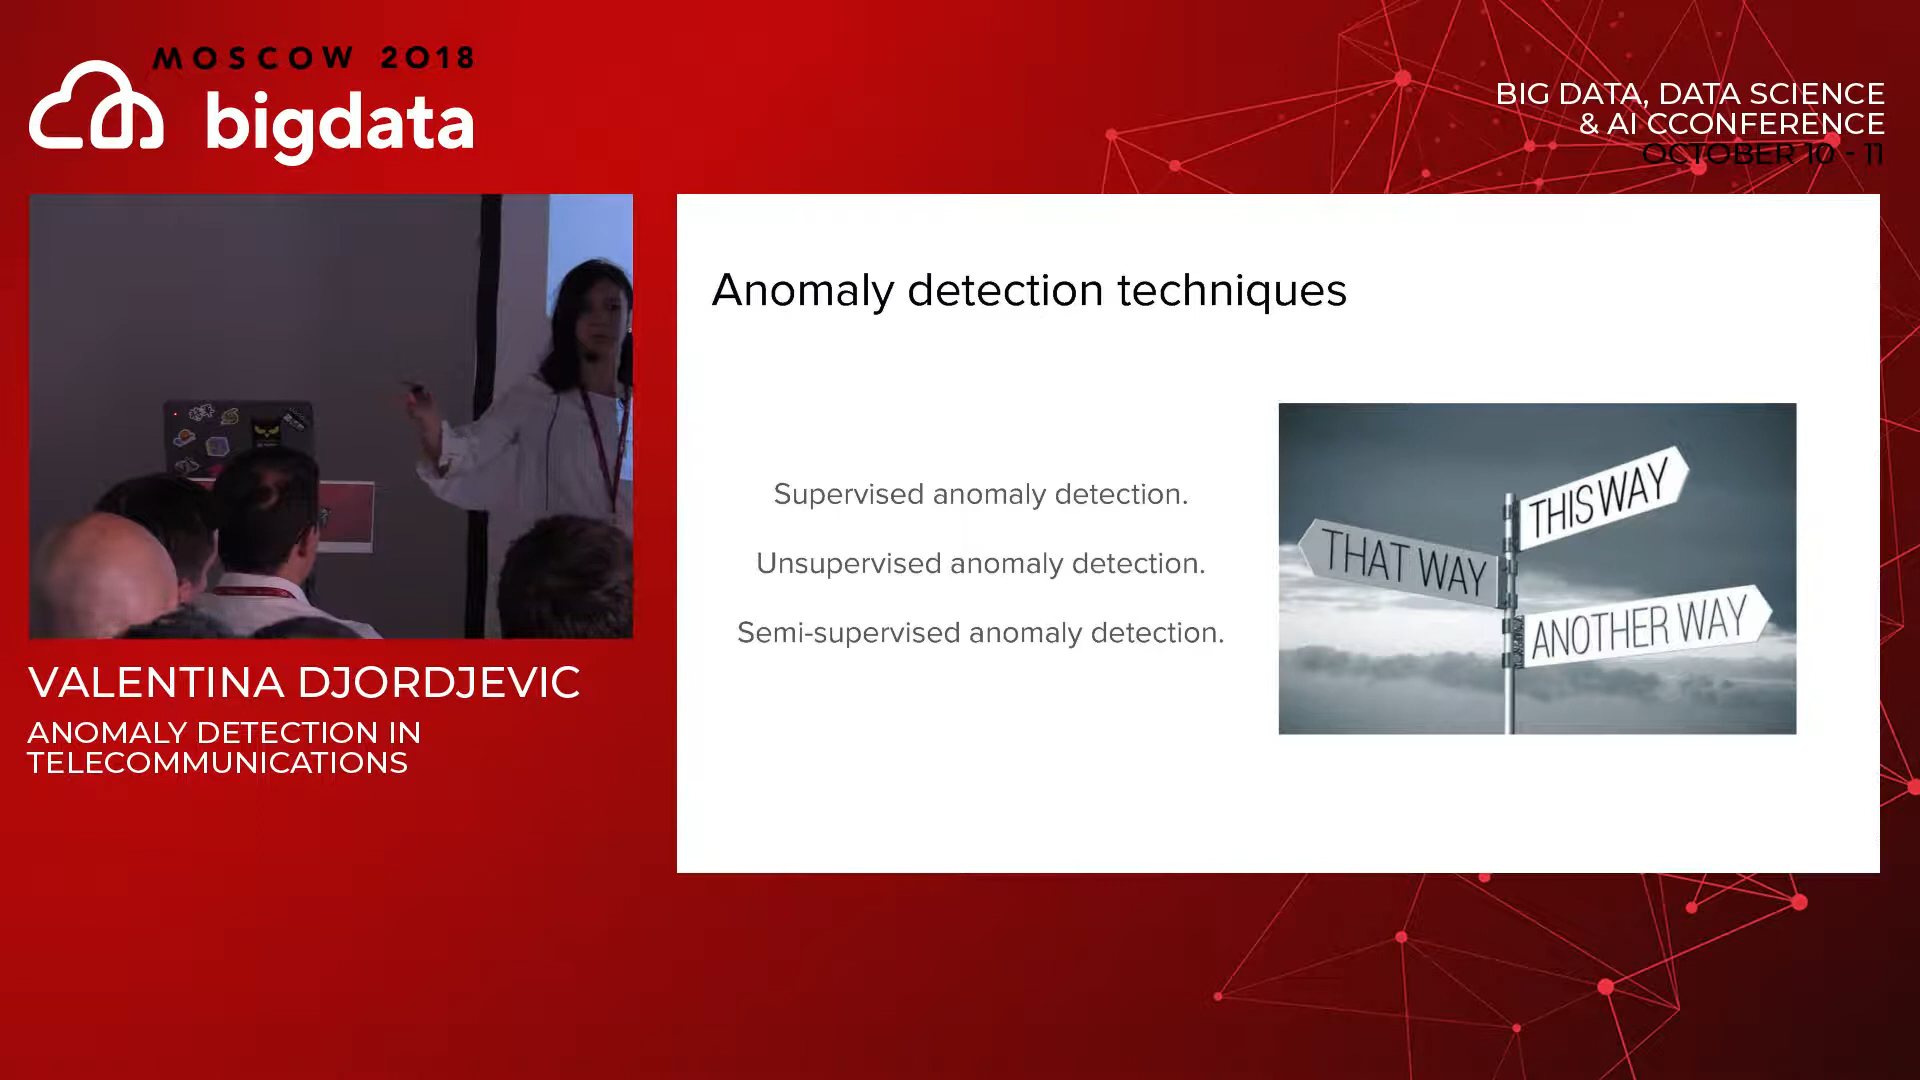 MOSCOW 2018
bigdata
BIG DATA, DATA SCIENCE
& AI CCONFERENCE
OCTOBER 10 - 11
Anomaly detection techniques
Supervised anomaly detection.
Unsupervised anomaly detection.
Semi-supervised anomaly detection.
THIS WAY
THAT WAY
ANOTHER WAY
VALENTINA DJORDJEVIC
ANOMALY DETECTION IN
TELECOMMUNICATIONS